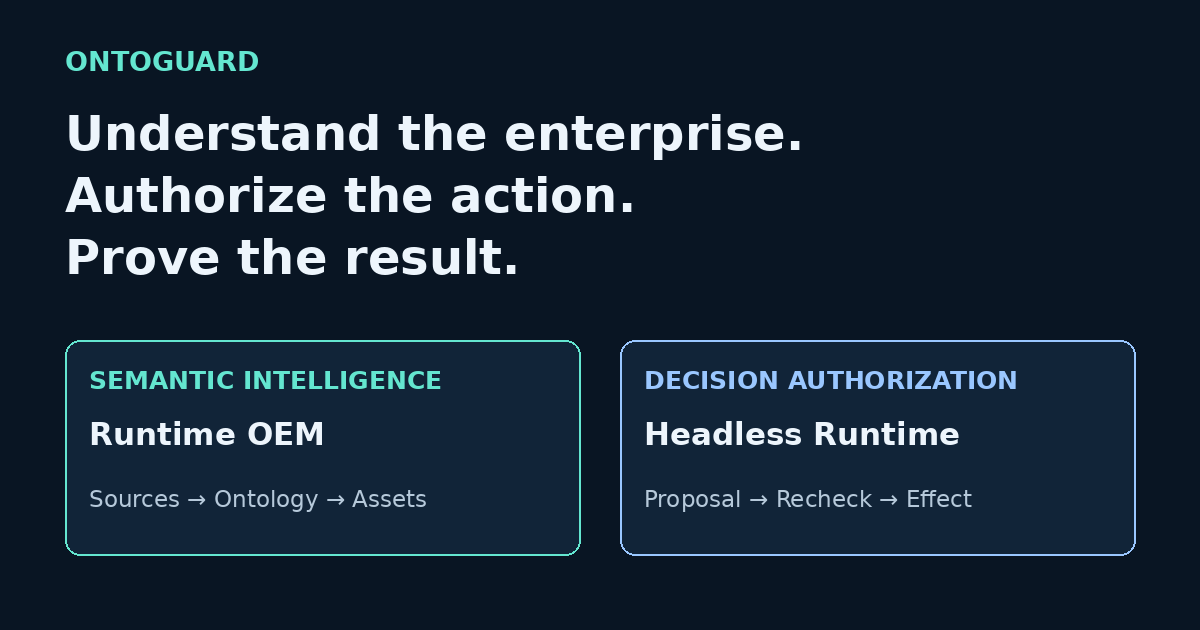 ONTOGUARD
Understand the enterprise.
Authorize the action.
Prove the result.
SEMANTIC INTELLIGENCE
Runtime OEM
Sources → Ontology → Assets
DECISION AUTHORIZATION
Headless Runtime
Proposal → Recheck → Effect